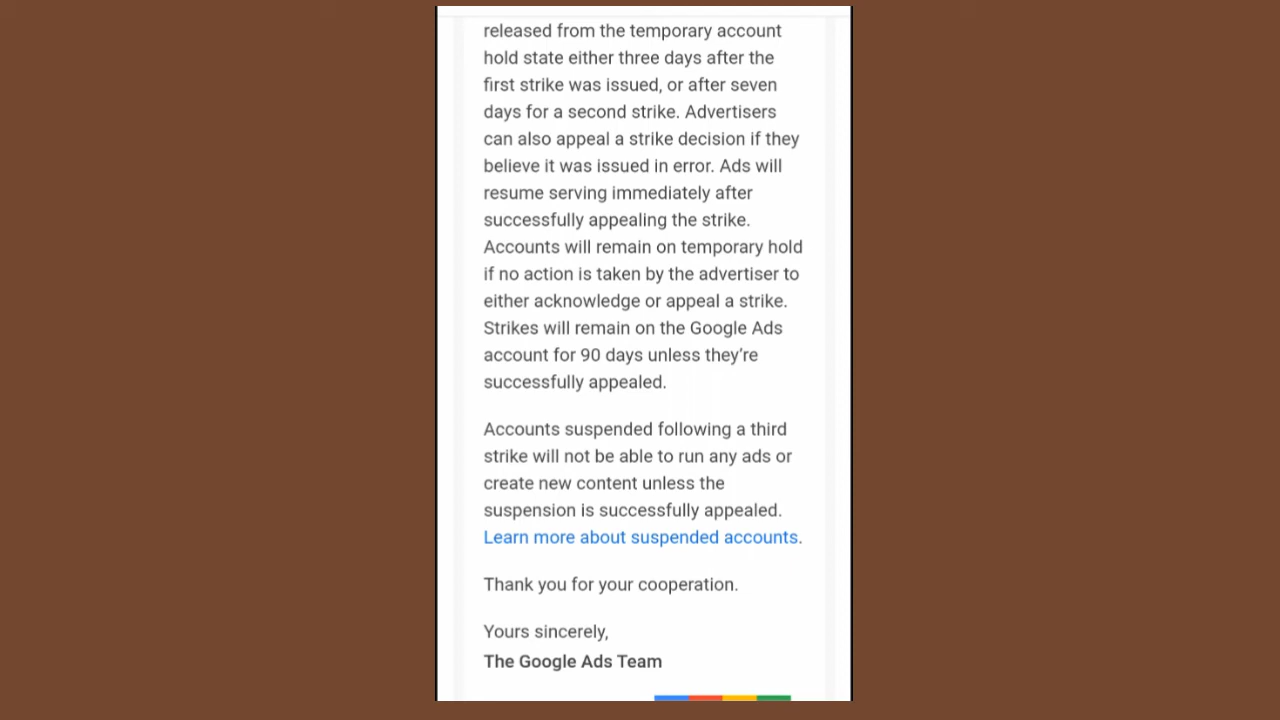 released from the temporary account
hold state either three days after the
first strike was issued, or after seven
days for a second strike. Advertisers
can also appeal a strike decision if they
believe it was issued in error. Ads will
resume serving immediately after
successfully appealing the strike.
Accounts will remain on temporary hold
if no action is taken by the advertiser to
either acknowledge or appeal a strike.
Strikes will remain on the Google Ads
account for 90 days unless they’re
successfully appealed.
Accounts suspended following a third
strike will not be able to run any ads or
create new content unless the
suspension is successfully appealed.
Learn more about suspended accounts.
Thank you for your cooperation.
Yours sincerely,
The Google Ads Team